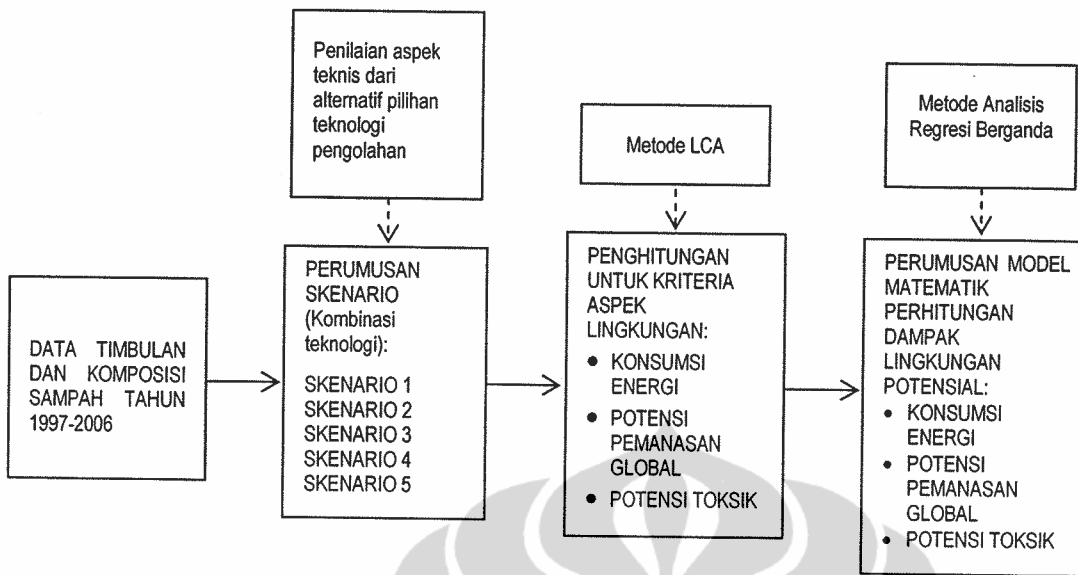 Penilaian aspek
teknis dari
alternatif pilihan
teknologi
pengolahan
Metode LCA
Metode Analisis
Regresi Berganda
DATA TIMBULAN
DAN KOMPOSISI
SAMPAH TAHUN
1997-2006
PERUMUSAN
SKENARIO
(Kombinasi
teknologi):
SKENARIO 1
SKENARIO 2
SKENARIO 3
SKENARIO 4
SKENARIO 5
PENGHITUNGAN
UNTUK KRITERIA
ASPEK
LINGKUNGAN:
• KONSUMSI
ENERGI
• POTENSI
PEMANASAN
GLOBAL
• POTENSI TOKSIK
PERUMUSAN MODEL
MATEMATIK
PERHITUNGAN
DAMPAK
LINGKUNGAN
POTENSIAL:
• KONSUMSI
ENERGI
• POTENSI
PEMANASAN
GLOBAL
• POTENSI TOKSIK